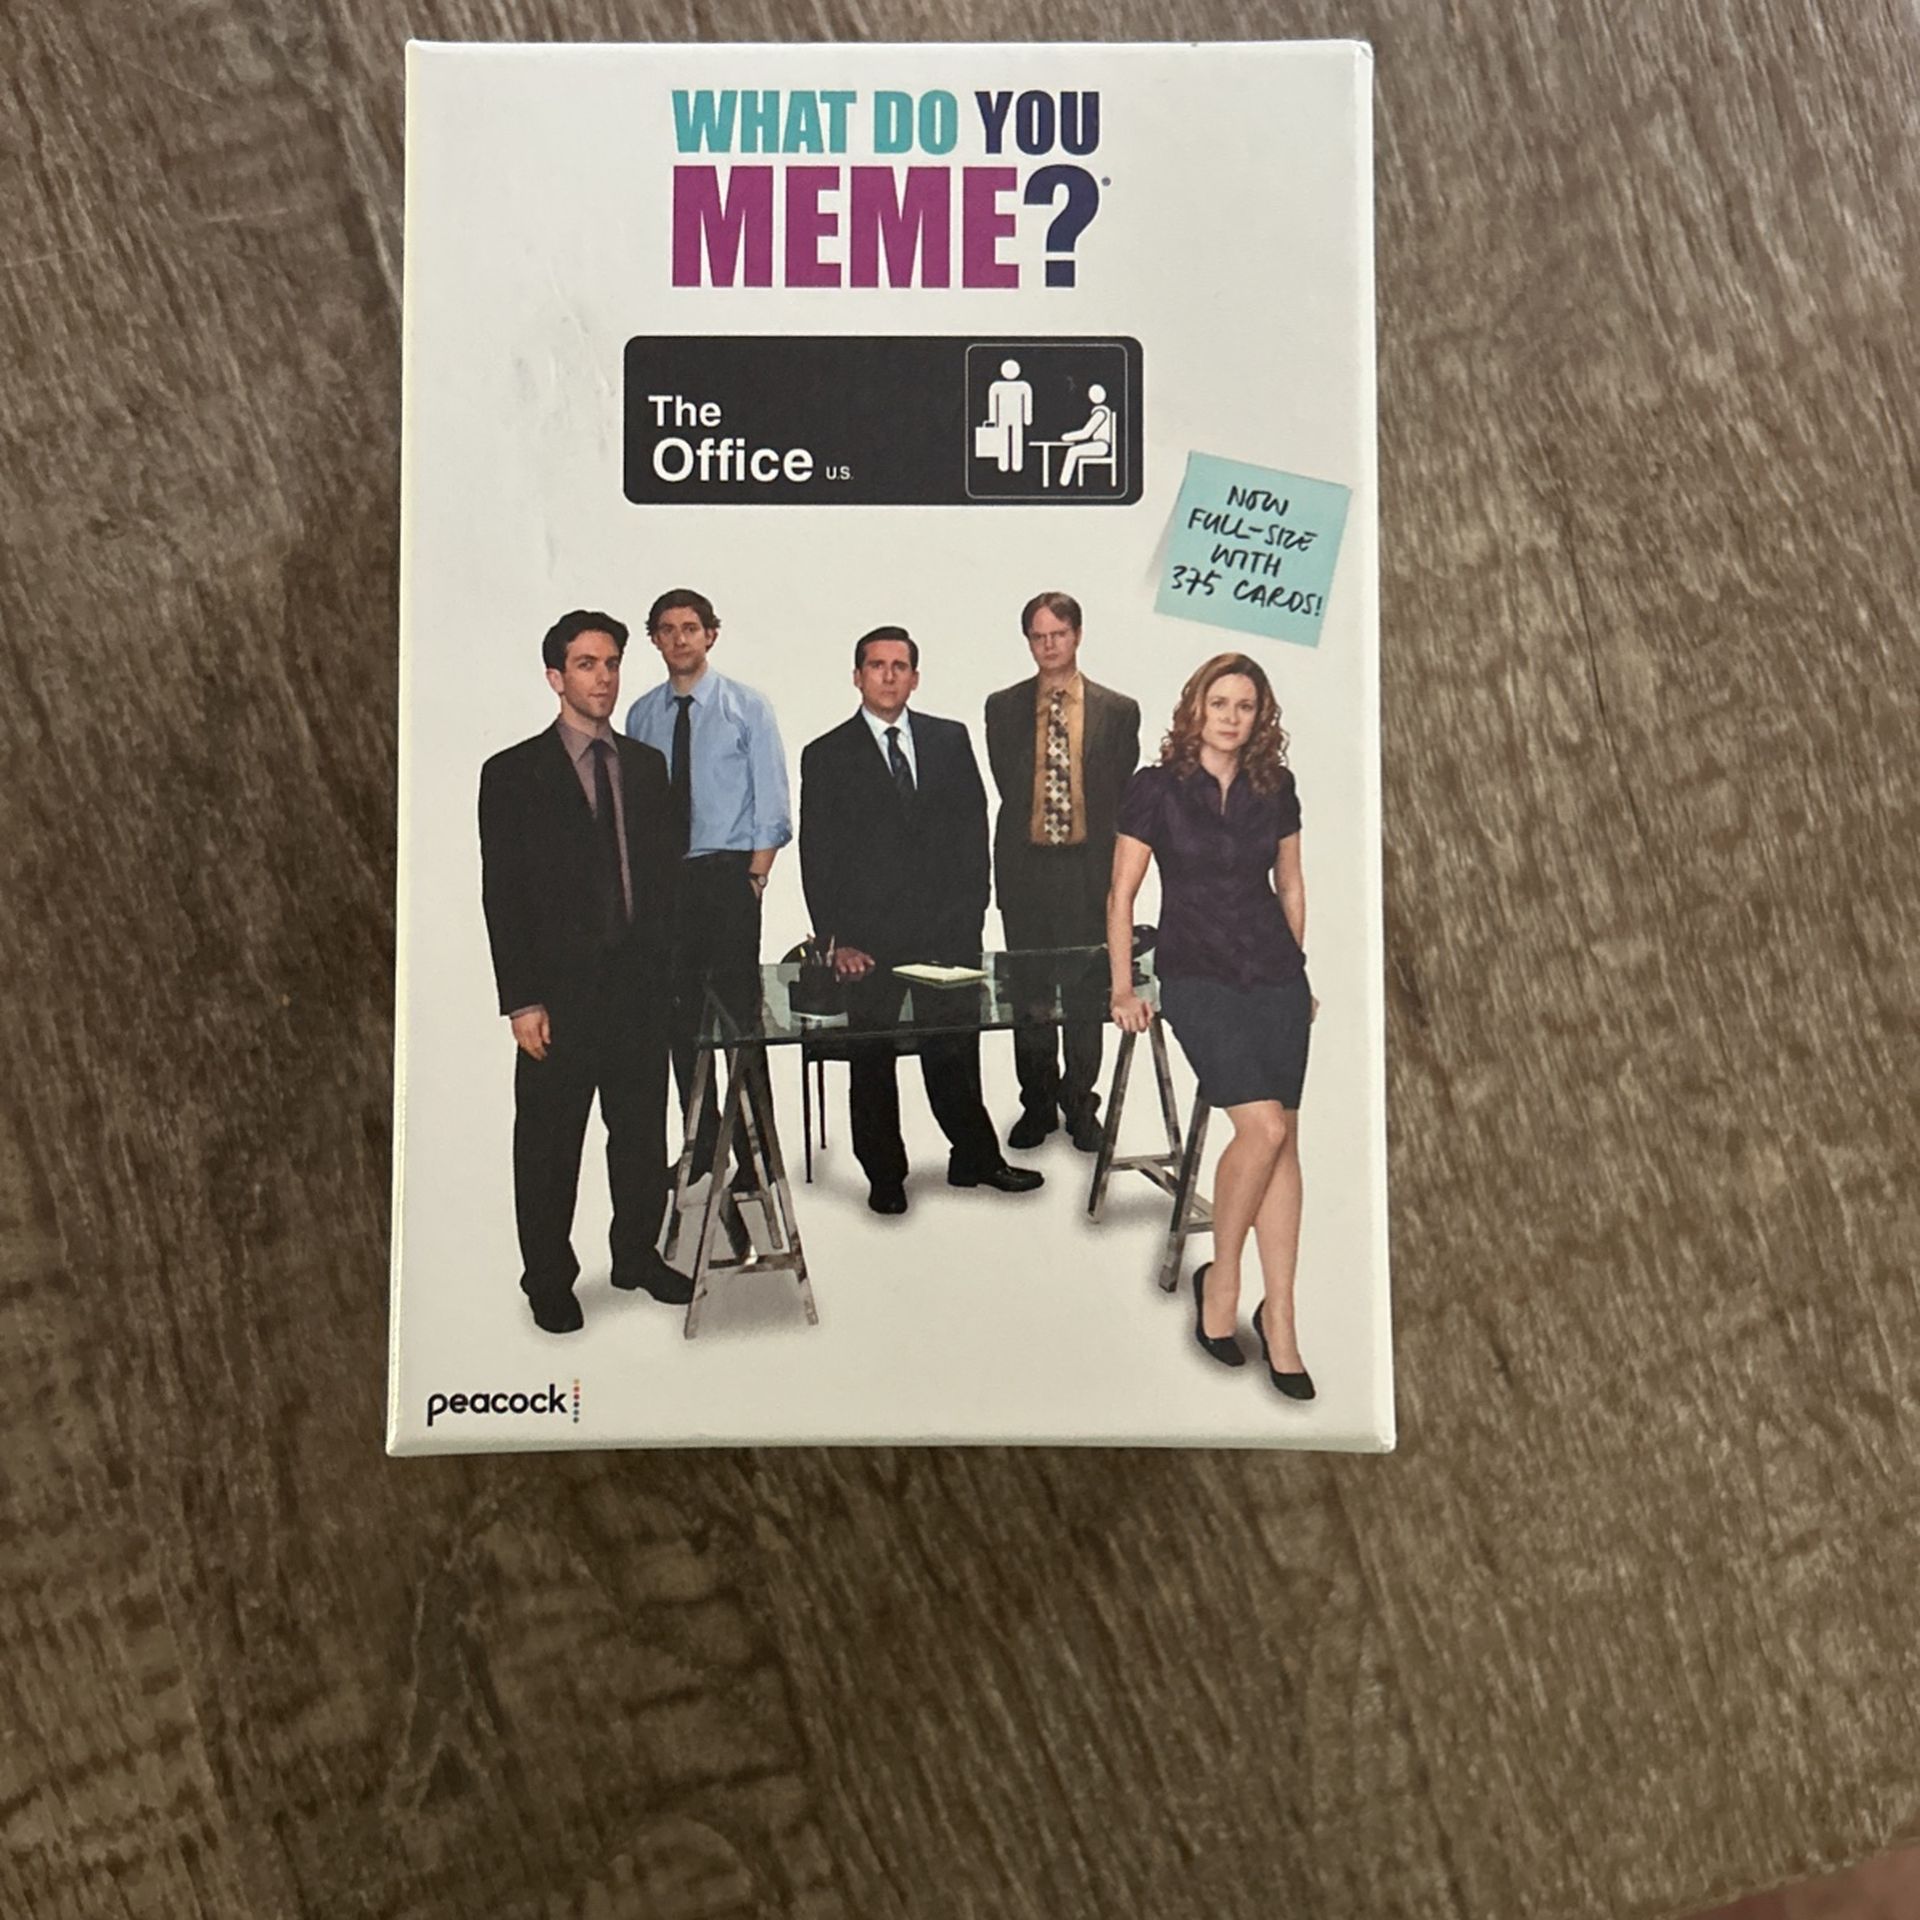 WHAT DO YOU
MEME?®
The
Office U.S.
NOW
FULL-SIZE
WITH
375 CARDS!
peacock